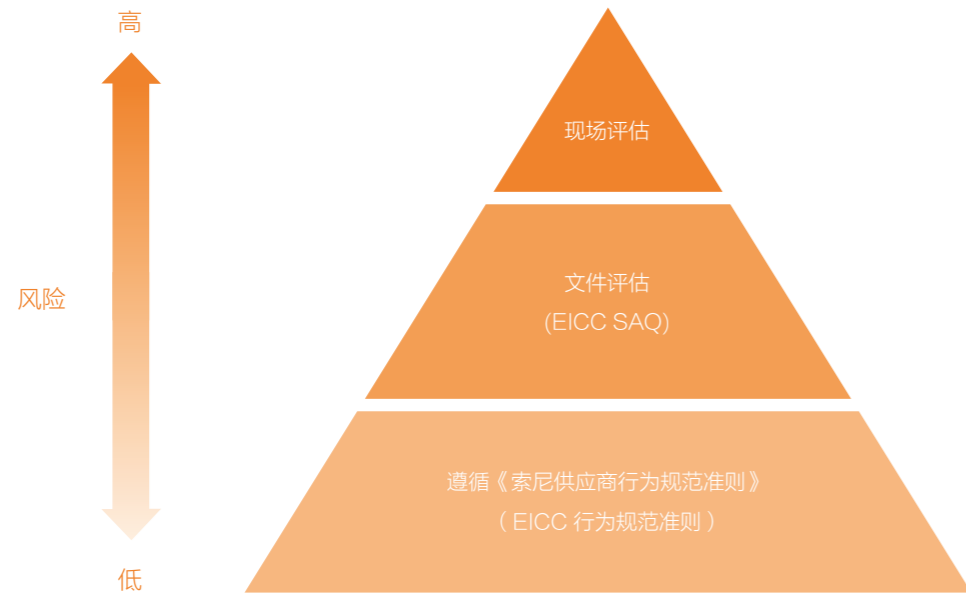 高
现场评估
文件评估
(EICC SAQ)
风险
遵循《索尼供应商行为规范准则》
（EICC 行为规范准则）
低